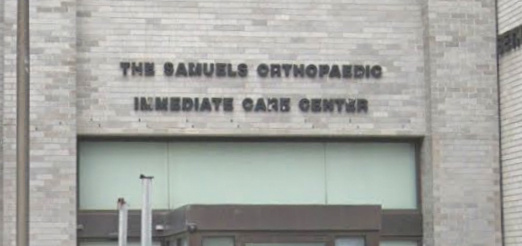 THE SAMUELS ORTHOPAEDIC
IMMEDIATE CARE CENTER